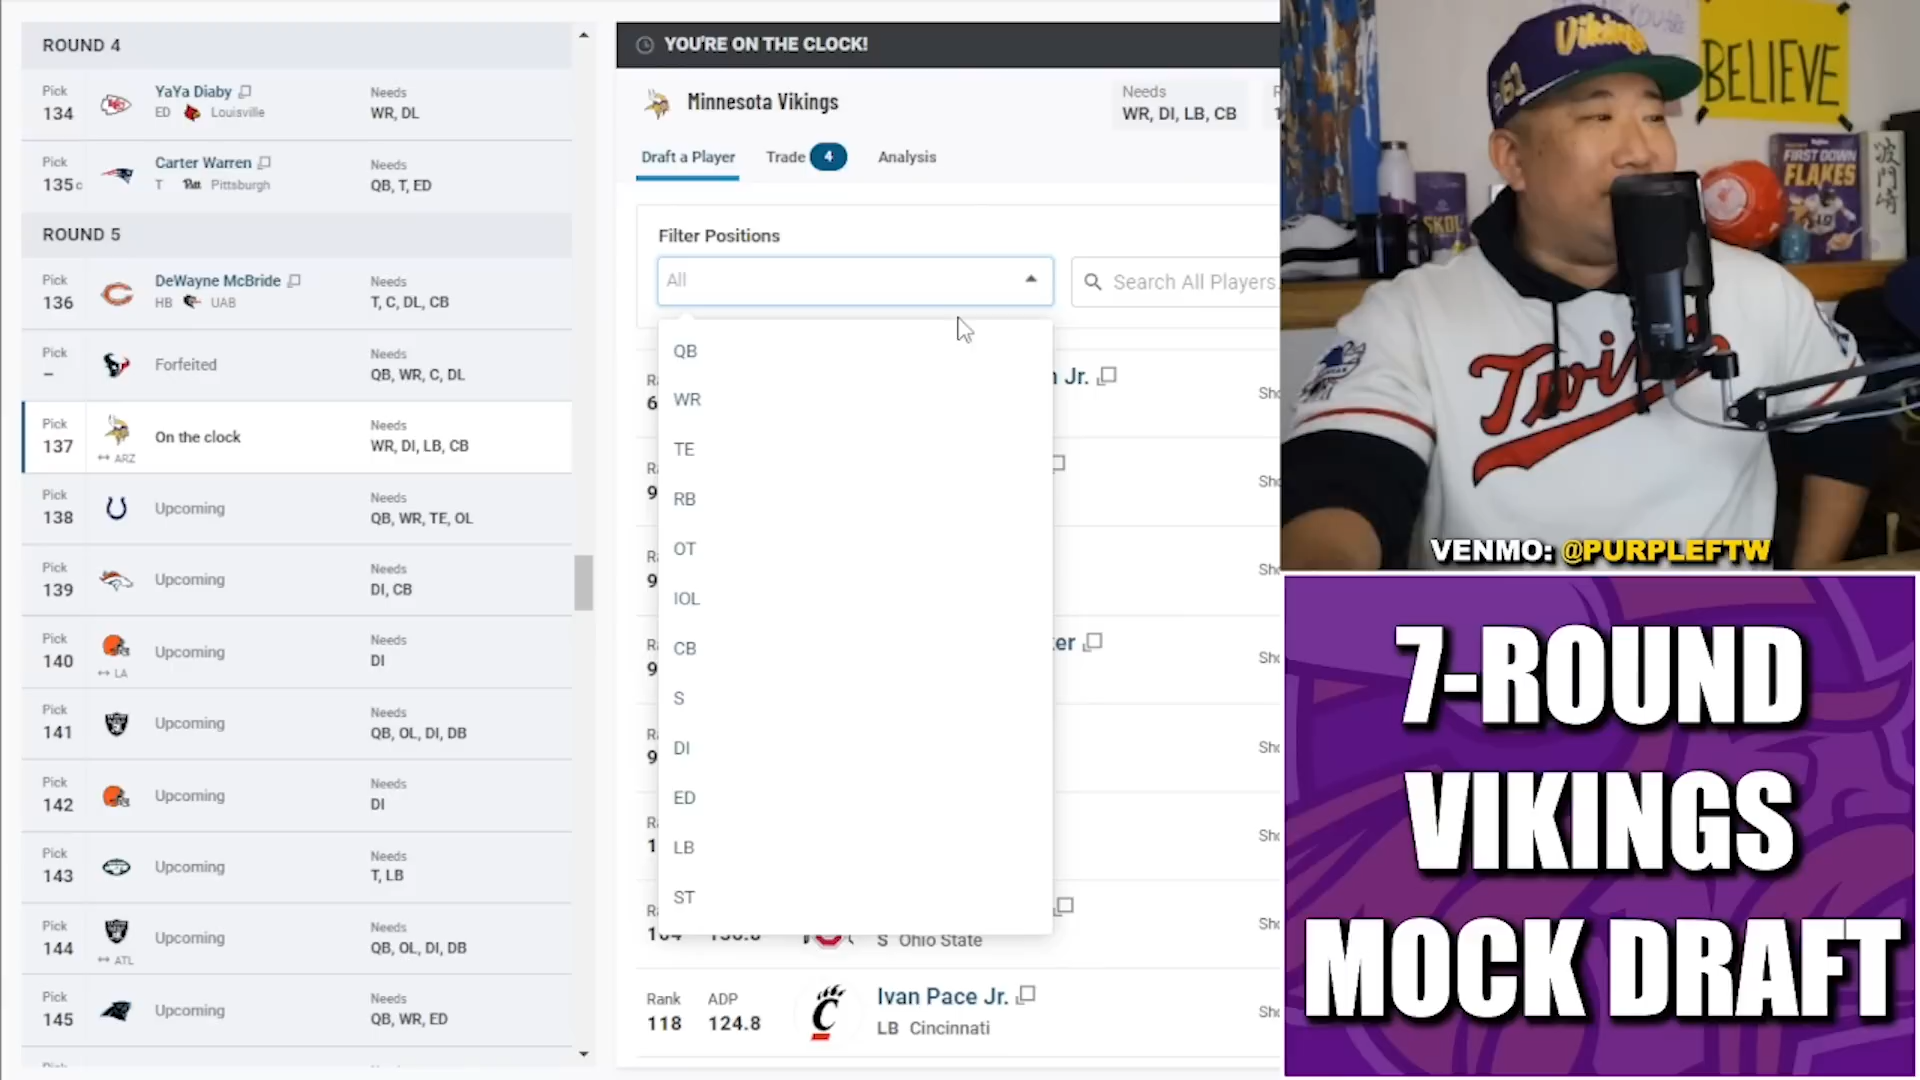 ROUND 4
Pick 134 YaYa Diaby ED Louisville Needs WR, DL
Pick 135 c Carter Warren T Pitt Pittsburgh Needs QB, T, ED
ROUND 5
Pick 136 DeWayne McBride HB UAB Needs T, C, DL, CB
Pick – Forfeited Needs QB, WR, C, DL
Pick 137 ↔ ARZ On the clock Needs WR, DI, LB, CB
Pick 138 Upcoming Needs QB, WR, TE, OL
Pick 139 Upcoming Needs DI, CB
Pick 140 ↔ LA Upcoming Needs DI
Pick 141 Upcoming Needs QB, OL, DI, DB
Pick 142 Upcoming Needs DI
Pick 143 Upcoming Needs T, LB
Pick 144 ↔ ATL Upcoming Needs QB, OL, DI, DB
Pick 145 Upcoming Needs QB, WR, ED
YOU'RE ON THE CLOCK!
Minnesota Vikings
Needs
WR, DI, LB, CB
Draft a Player Trade 4 Analysis
Filter Positions
All
Search All Players
QB
WR
TE
RB
OT
IOL
CB
S
DI
ED
LB
ST
Jr.
S Ohio State
Rank 118 ADP 124.8 Ivan Pace Jr.
LB Cincinnati
Vikings
61
BELIEVE
FIRST DOWN
FLAKES
SKOL
VENMO: @PURPLEFTW
7-ROUND
VIKINGS
MOCK DRAFT